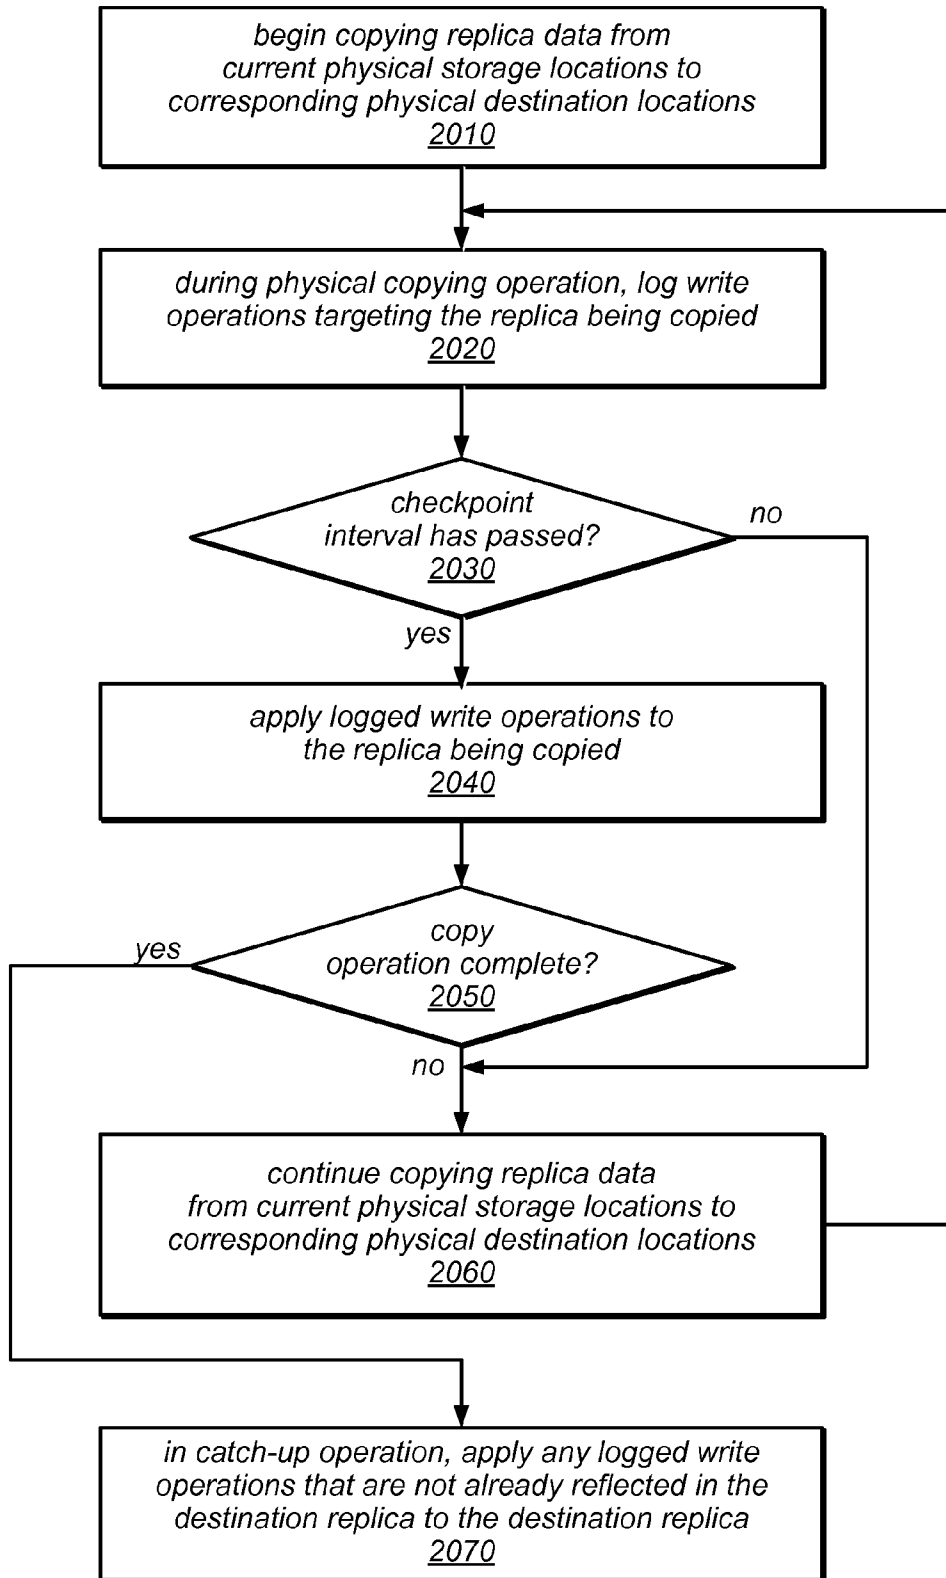 begin copying replica data from
current physical storage locations to
corresponding physical destination locations
2010
during physical copying operation, log write
operations targeting the replica being copied
2020
checkpoint
interval has passed?
2030
no
yes
apply logged write operations to
the replica being copied
2040
yes
copy
operation complete?
2050
no
continue copying replica data
from current physical storage locations to
corresponding physical destination locations
2060
in catch-up operation, apply any logged write
operations that are not already reflected in the
destination replica to the destination replica
2070